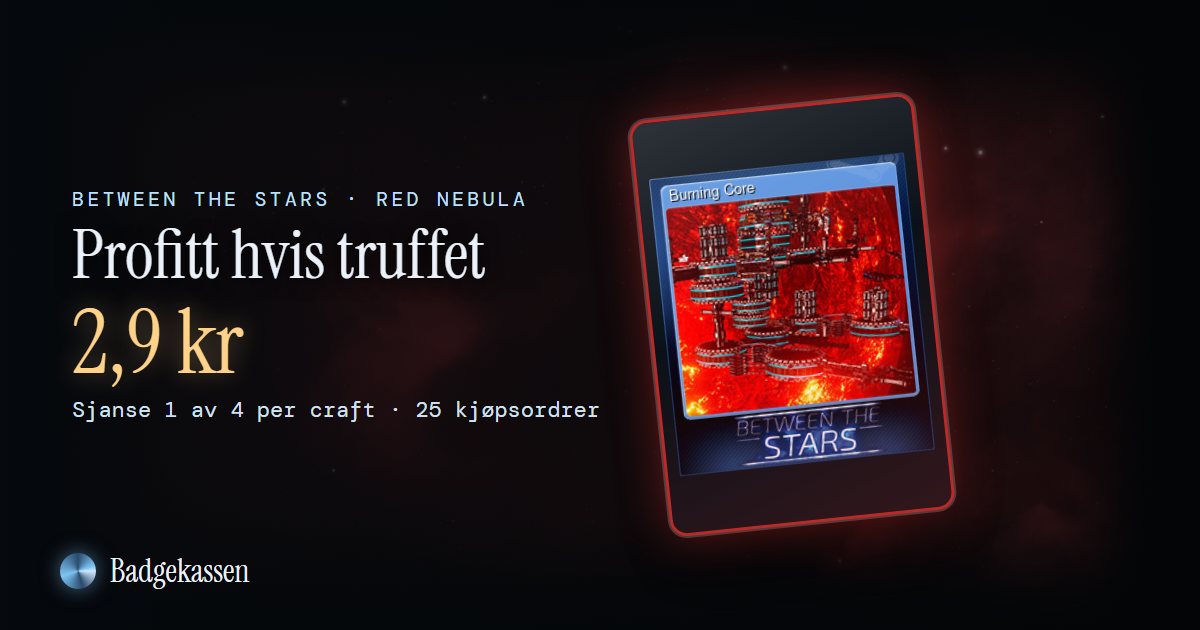 BETWEEN THE STARS · RED NEBULA
Profitt hvis truffet
2,9 kr
Sjanse 1 av 4 per craft · 25 kjøpsordrer
Burning Core
BETWEEN THE
STARS
Badgekassen